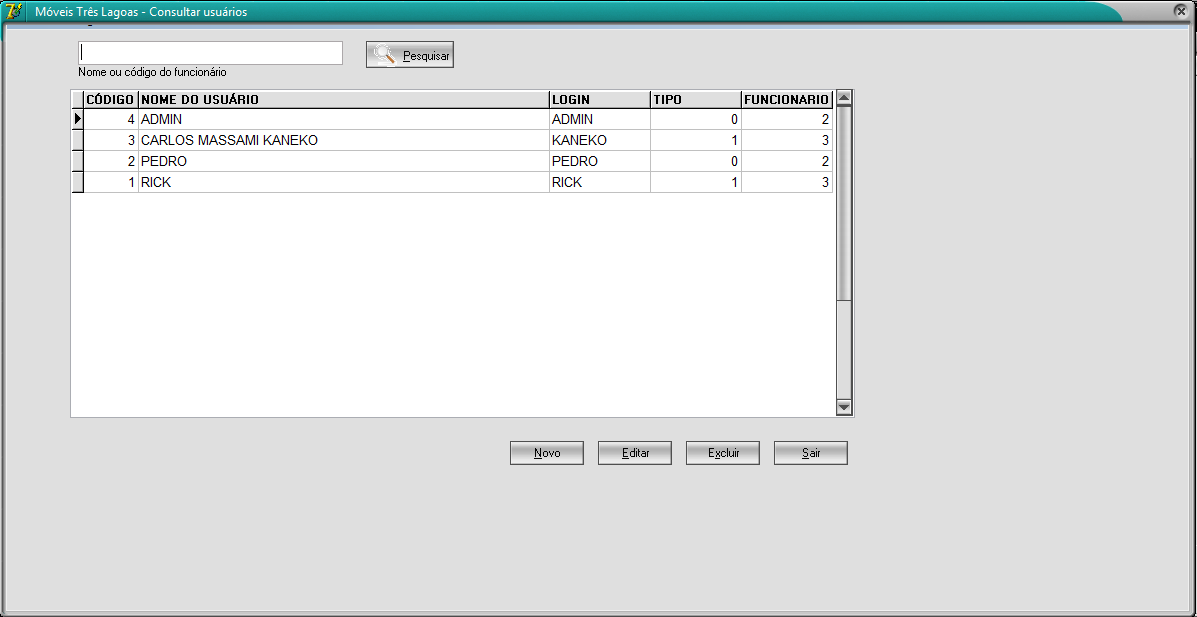 Móveis Três Lagoas - Consultar usuários
Pesquisar
Nome ou código do funcionário
CÓDIGO NOME DO USUÁRIO LOGIN TIPO FUNCIONARIO
4 ADMIN ADMIN 0 2
3 CARLOS MASSAMI KANEKO KANEKO 1 3
2 PEDRO PEDRO 0 2
1 RICK RICK 1 3
Novo Editar Excluir Sair